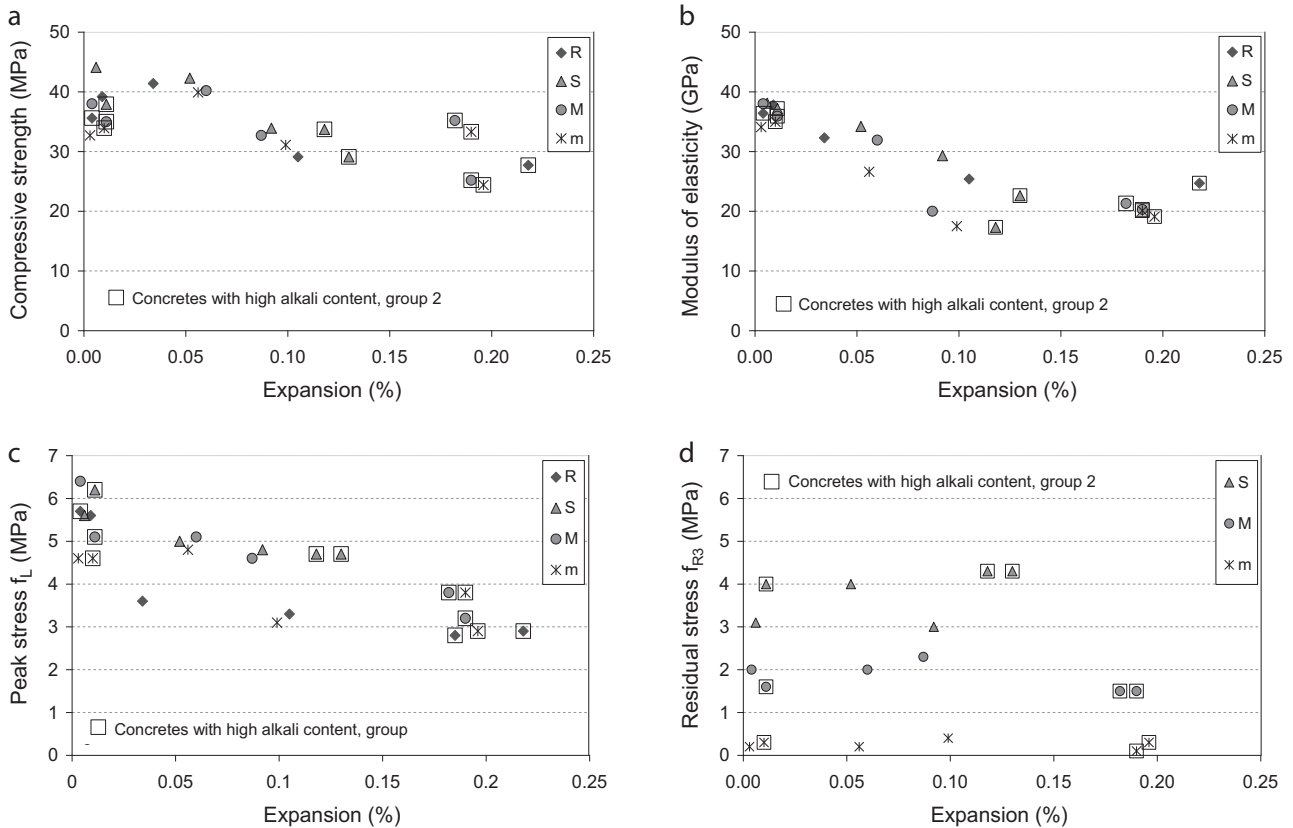 a
Compressive strength (MPa)
50
40
30
20
10
0
0.00 0.05 0.10 0.15 0.20 0.25
Expansion (%)
R
S
M
m
Concretes with high alkali content, group 2
b
Modulus of elasticity (GPa)
50
40
30
20
10
0
0.00 0.05 0.10 0.15 0.20 0.25
Expansion (%)
R
S
M
m
Concretes with high alkali content, group 2
c
Peak stress f_L (MPa)
7
6
5
4
3
2
1
0
0 0.05 0.1 0.15 0.2 0.25
Expansion (%)
R
S
M
m
Concretes with high alkali content, group
d
Residual stress f_R3 (MPa)
7
6
5
4
3
2
1
0
0.00 0.05 0.10 0.15 0.20 0.25
Expansion (%)
Concretes with high alkali content, group 2
S
M
m